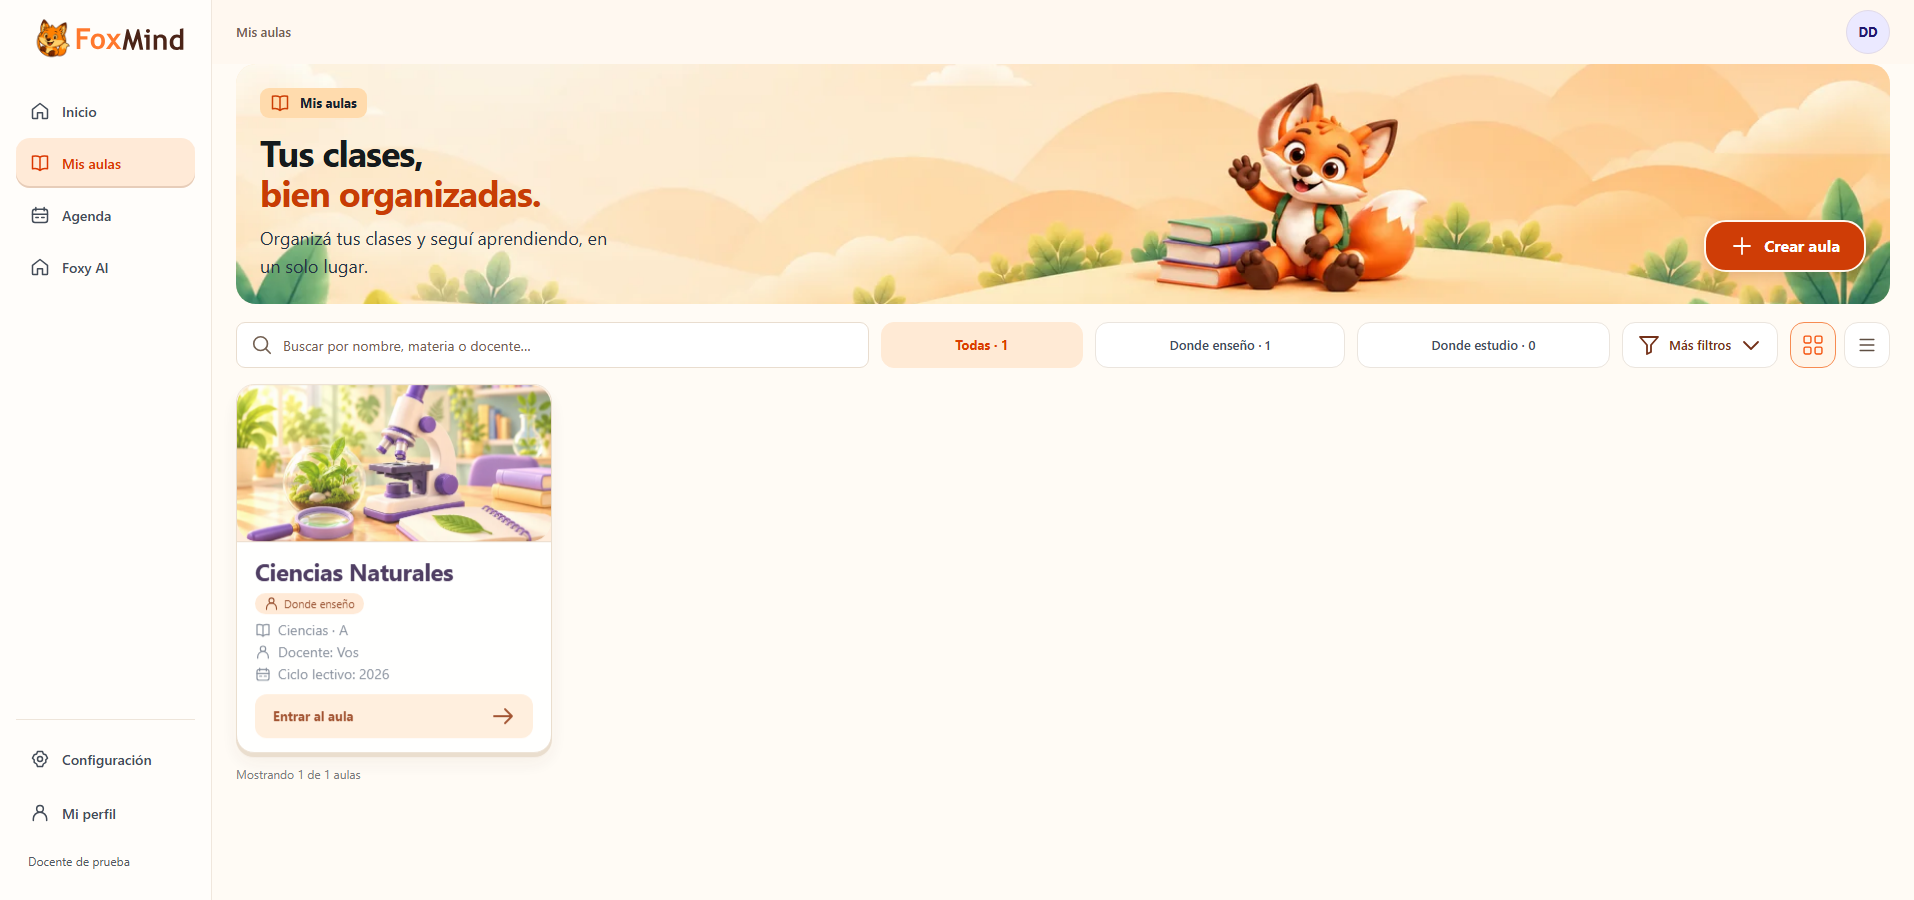 FoxMind
Inicio
Mis aulas
Agenda
Foxy AI
Configuración
Mi perfil
Docente de prueba
Mis aulas
DD
Mis aulas
Tus clases,
bien organizadas.
Organizá tus clases y seguí aprendiendo, en
un solo lugar.
Crear aula
Buscar por nombre, materia o docente...
Todas · 1
Donde enseño · 1
Donde estudio · 0
Más filtros
Ciencias Naturales
Donde enseño
Ciencias · A
Docente: Vos
Ciclo lectivo: 2026
Entrar al aula
Mostrando 1 de 1 aulas